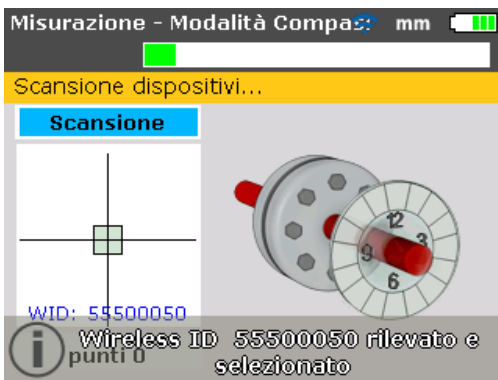 Misurazione - Modalità Compas
mm
Scansione dispositivi...
Scansione
12
3
9
6
WID: 55500050
punti 0
Wireless ID 55500050 rilevato e
selezionato